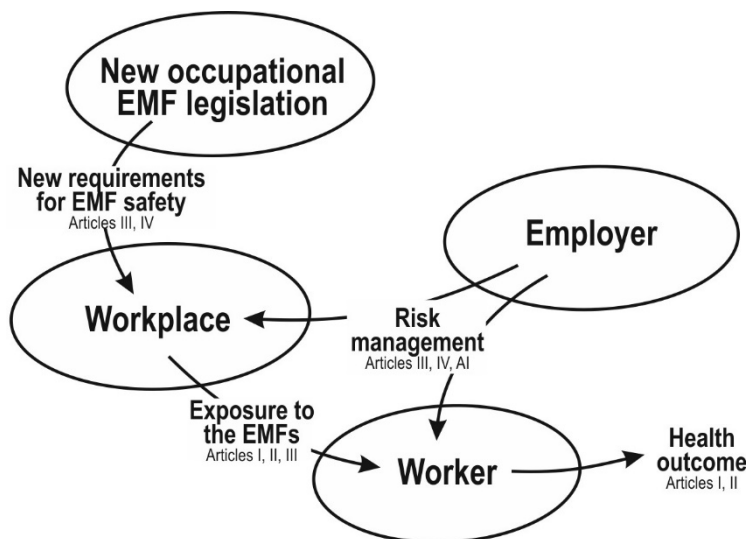 New occupational
EMF legislation
New requirements
for EMF safety
Articles III, IV
Employer
Workplace
Risk
management
Articles III, IV, AI
Exposure to
the EMFs
Articles I, II, III
Worker
Health
outcome
Articles I, II